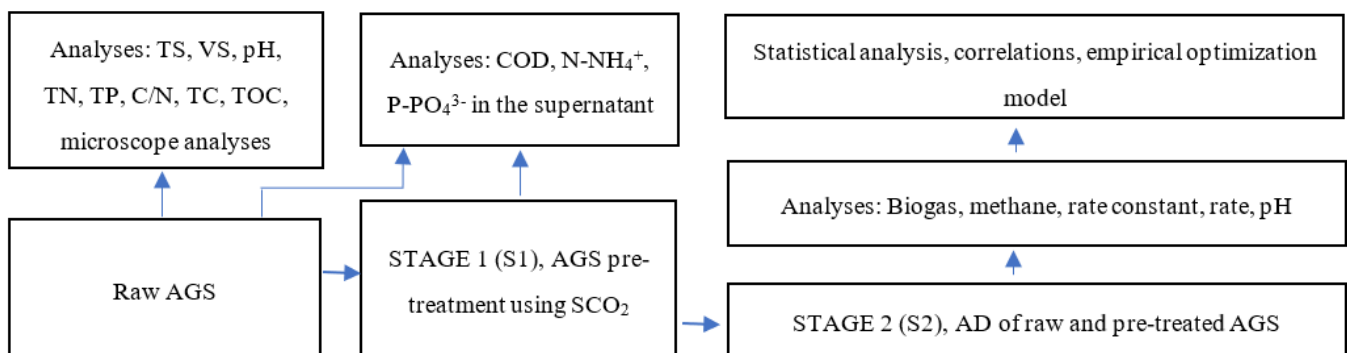 Analyses: TS, VS, pH,
TN, TP, C/N, TC, TOC,
microscope analyses
Analyses: COD, N-NH₄⁺,
P-PO₄³⁻ in the supernatant
Statistical analysis, correlations, empirical optimization
model
Analyses: Biogas, methane, rate constant, rate, pH
Raw AGS
STAGE 1 (S1), AGS pre-
treatment using SCO₂
STAGE 2 (S2), AD of raw and pre-treated AGS